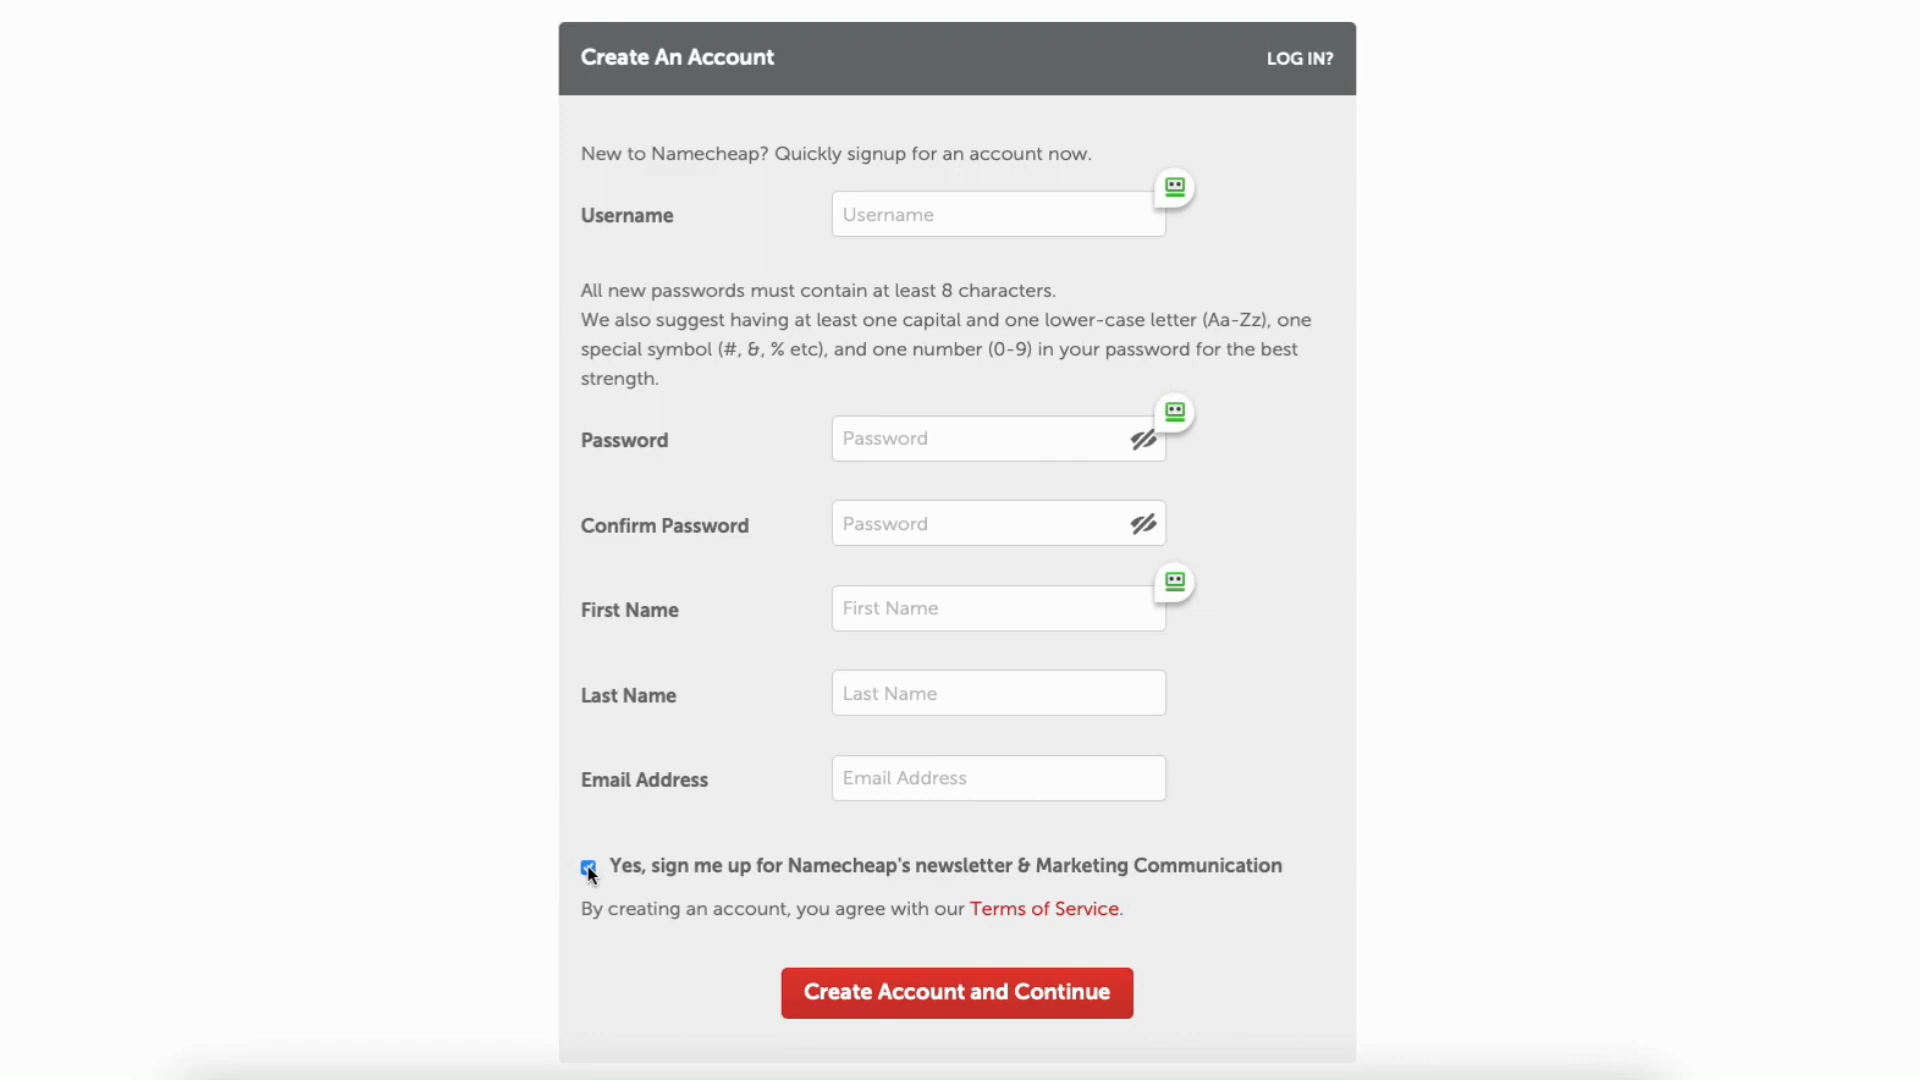 Create An Account
LOG IN?
New to Namecheap? Quickly signup for an account now.
Username
Username
All new passwords must contain at least 8 characters.
We also suggest having at least one capital and one lower-case letter (Aa-Zz), one
special symbol (#, &, % etc), and one number (0-9) in your password for the best
strength.
Password
Password
Confirm Password
Password
First Name
First Name
Last Name
Last Name
Email Address
Email Address
Yes, sign me up for Namecheap's newsletter & Marketing Communication
By creating an account, you agree with our Terms of Service.
Create Account and Continue